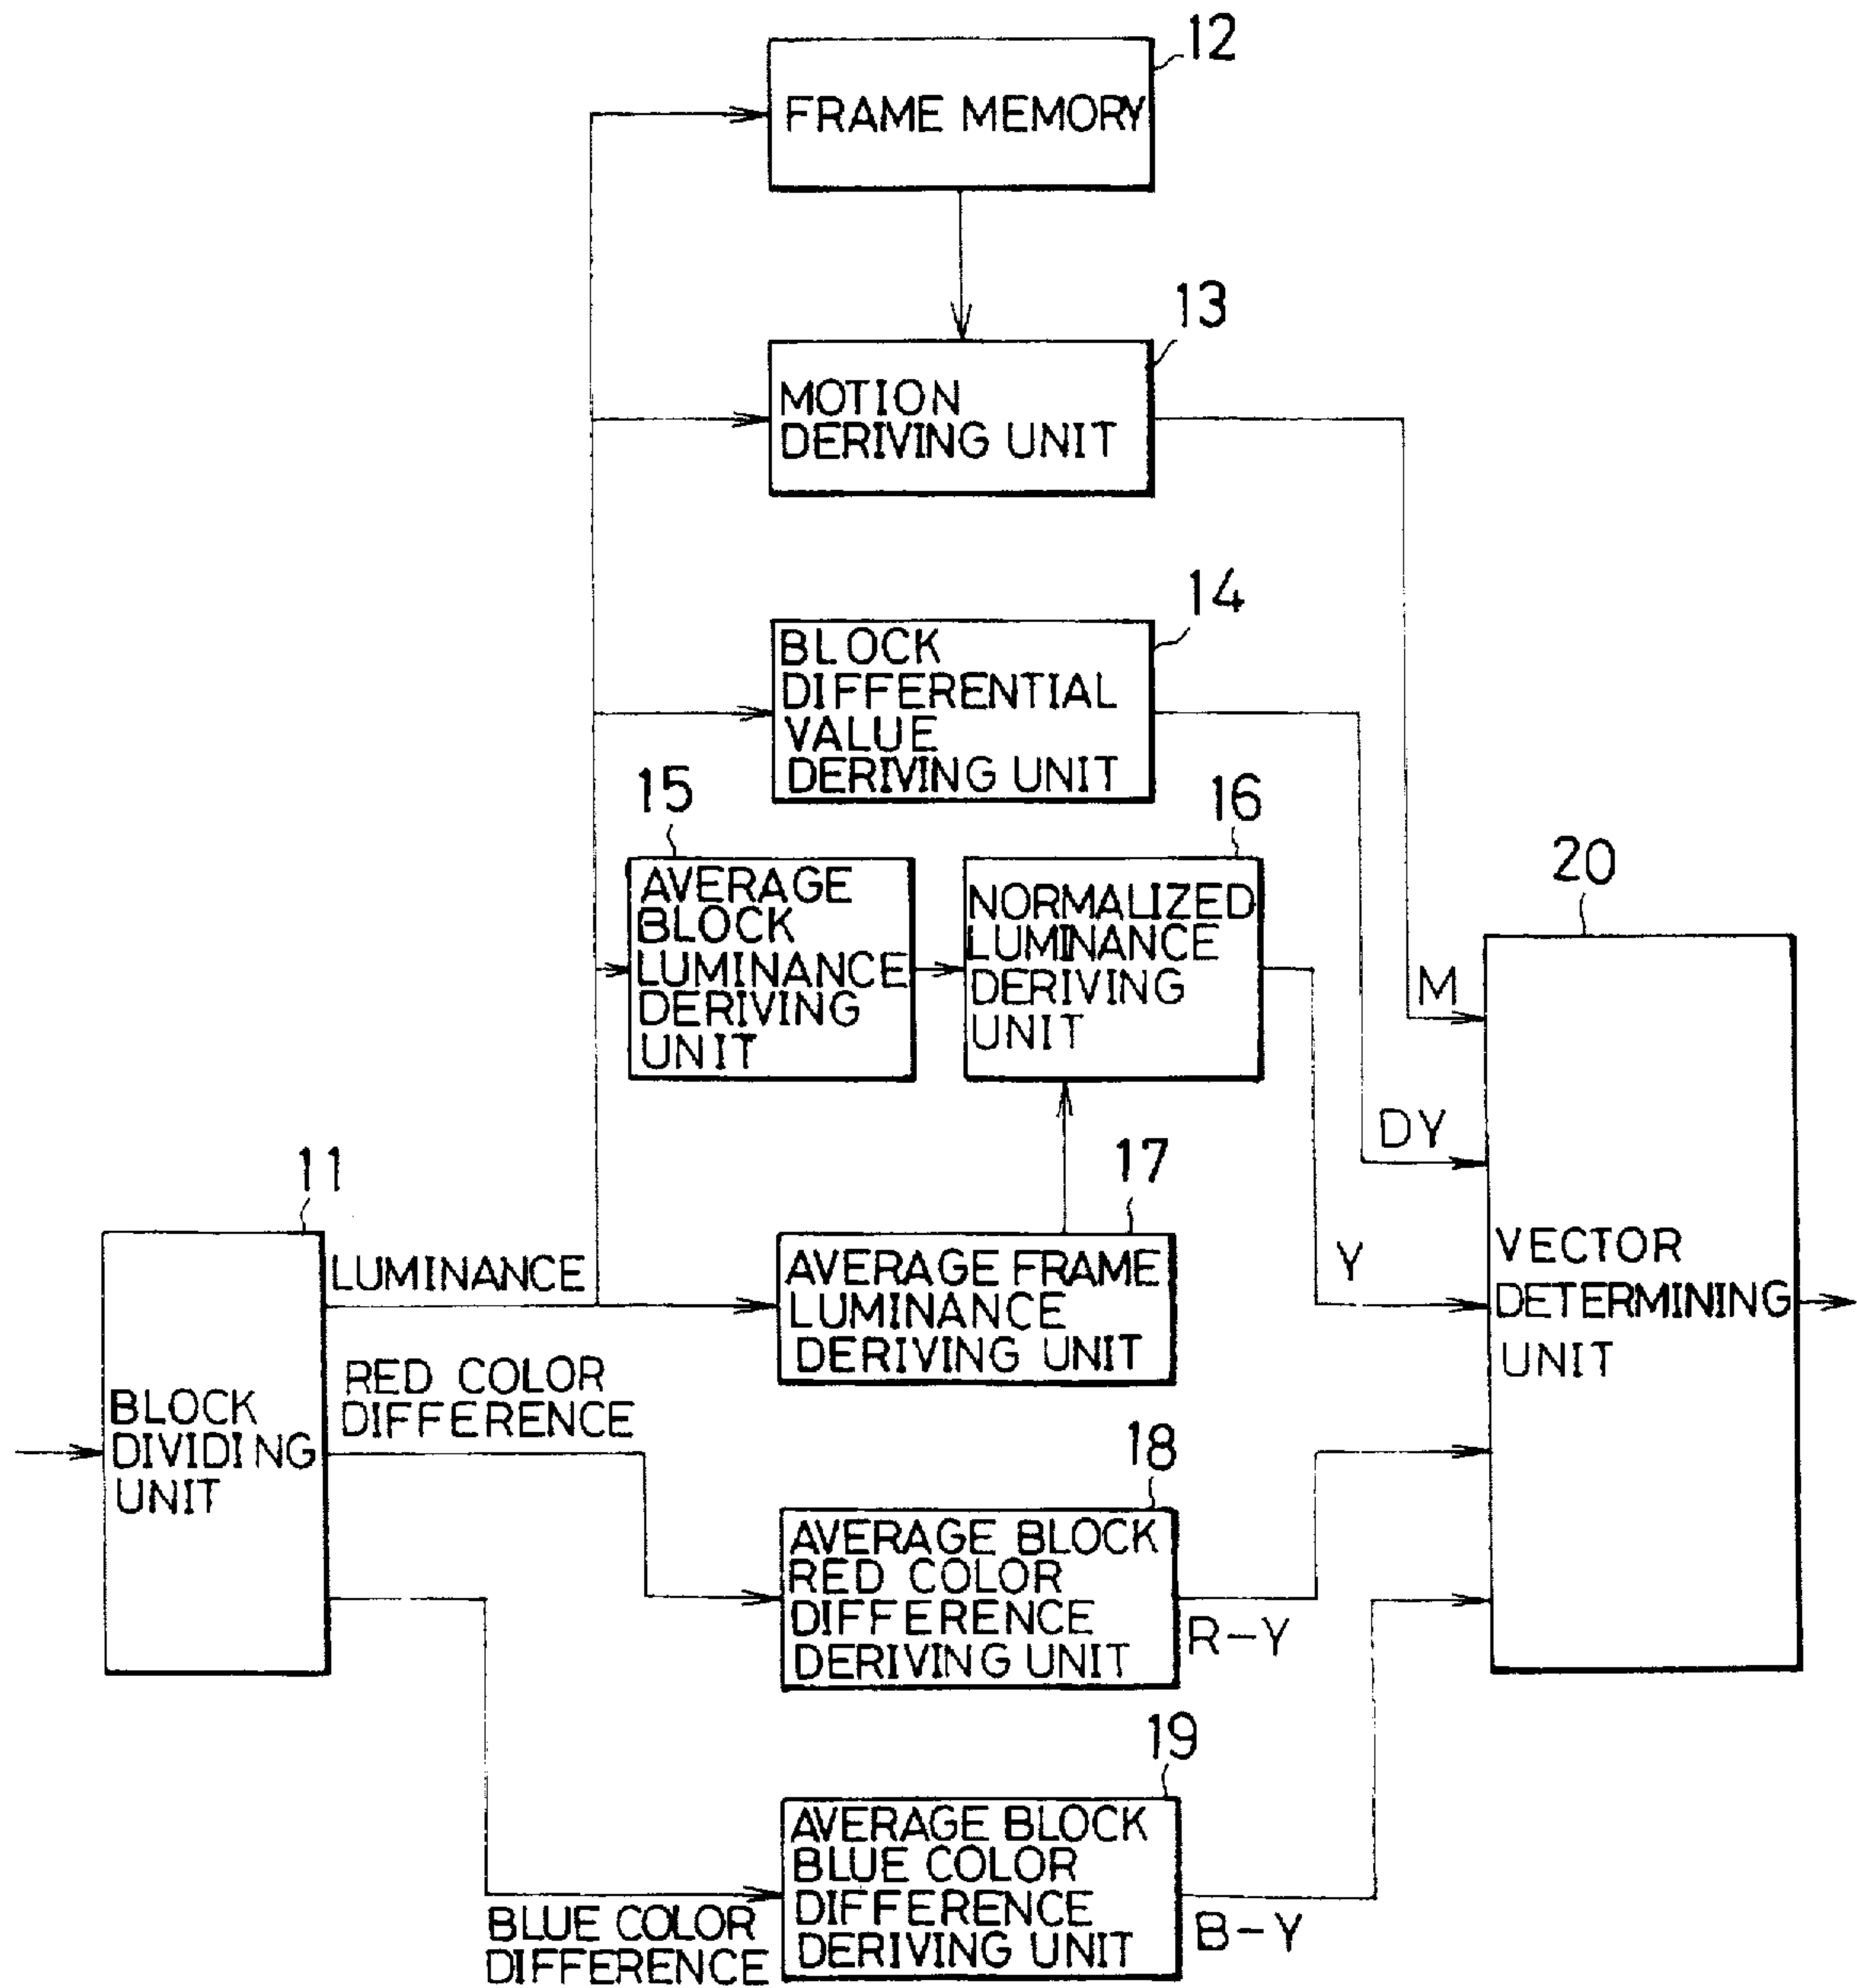 12
FRAME MEMORY
13
MOTION
DERIVING UNIT
14
BLOCK
DIFFERENTIAL
VALUE
DERIVING UNIT
15
AVERAGE
BLOCK
LUMINANCE
DERIVING
UNIT
16
NORMALIZED
LUMINANCE
DERIVING
UNIT
20
M
DY
Y
VECTOR
DETERMINING
UNIT
11
BLOCK
DIVIDING
UNIT
LUMINANCE
17
AVERAGE FRAME
LUMINANCE
DERIVING UNIT
RED COLOR
DIFFERENCE
18
AVERAGE BLOCK
RED COLOR
DIFFERENCE
DERIVING UNIT
R-Y
19
AVERAGE BLOCK
BLUE COLOR
DIFFERENCE
DERIVING UNIT
B-Y
BLUE COLOR
DIFFERENCE